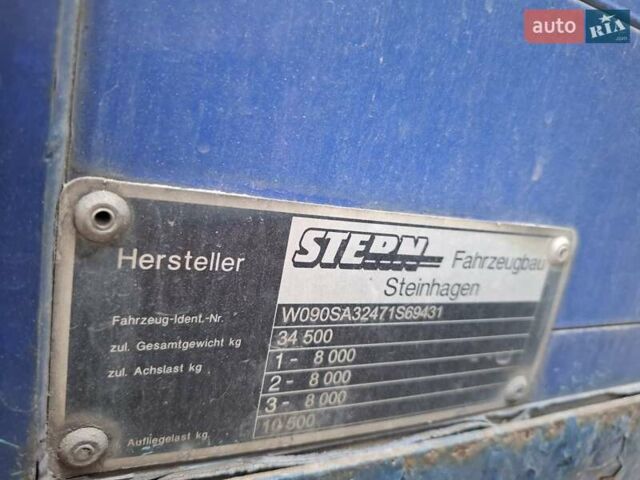 auto RIA.com
STERN Fahrzeugbau
Hersteller
Steinhagen
Fahrzeug-Ident.-Nr. W090SA32471S69431
zul. Gesamtgewicht kg 34 500
zul. Achslast kg 1 - 8 000
2 - 8 000
3 - 8 000
Aufliegelast kg 10 500